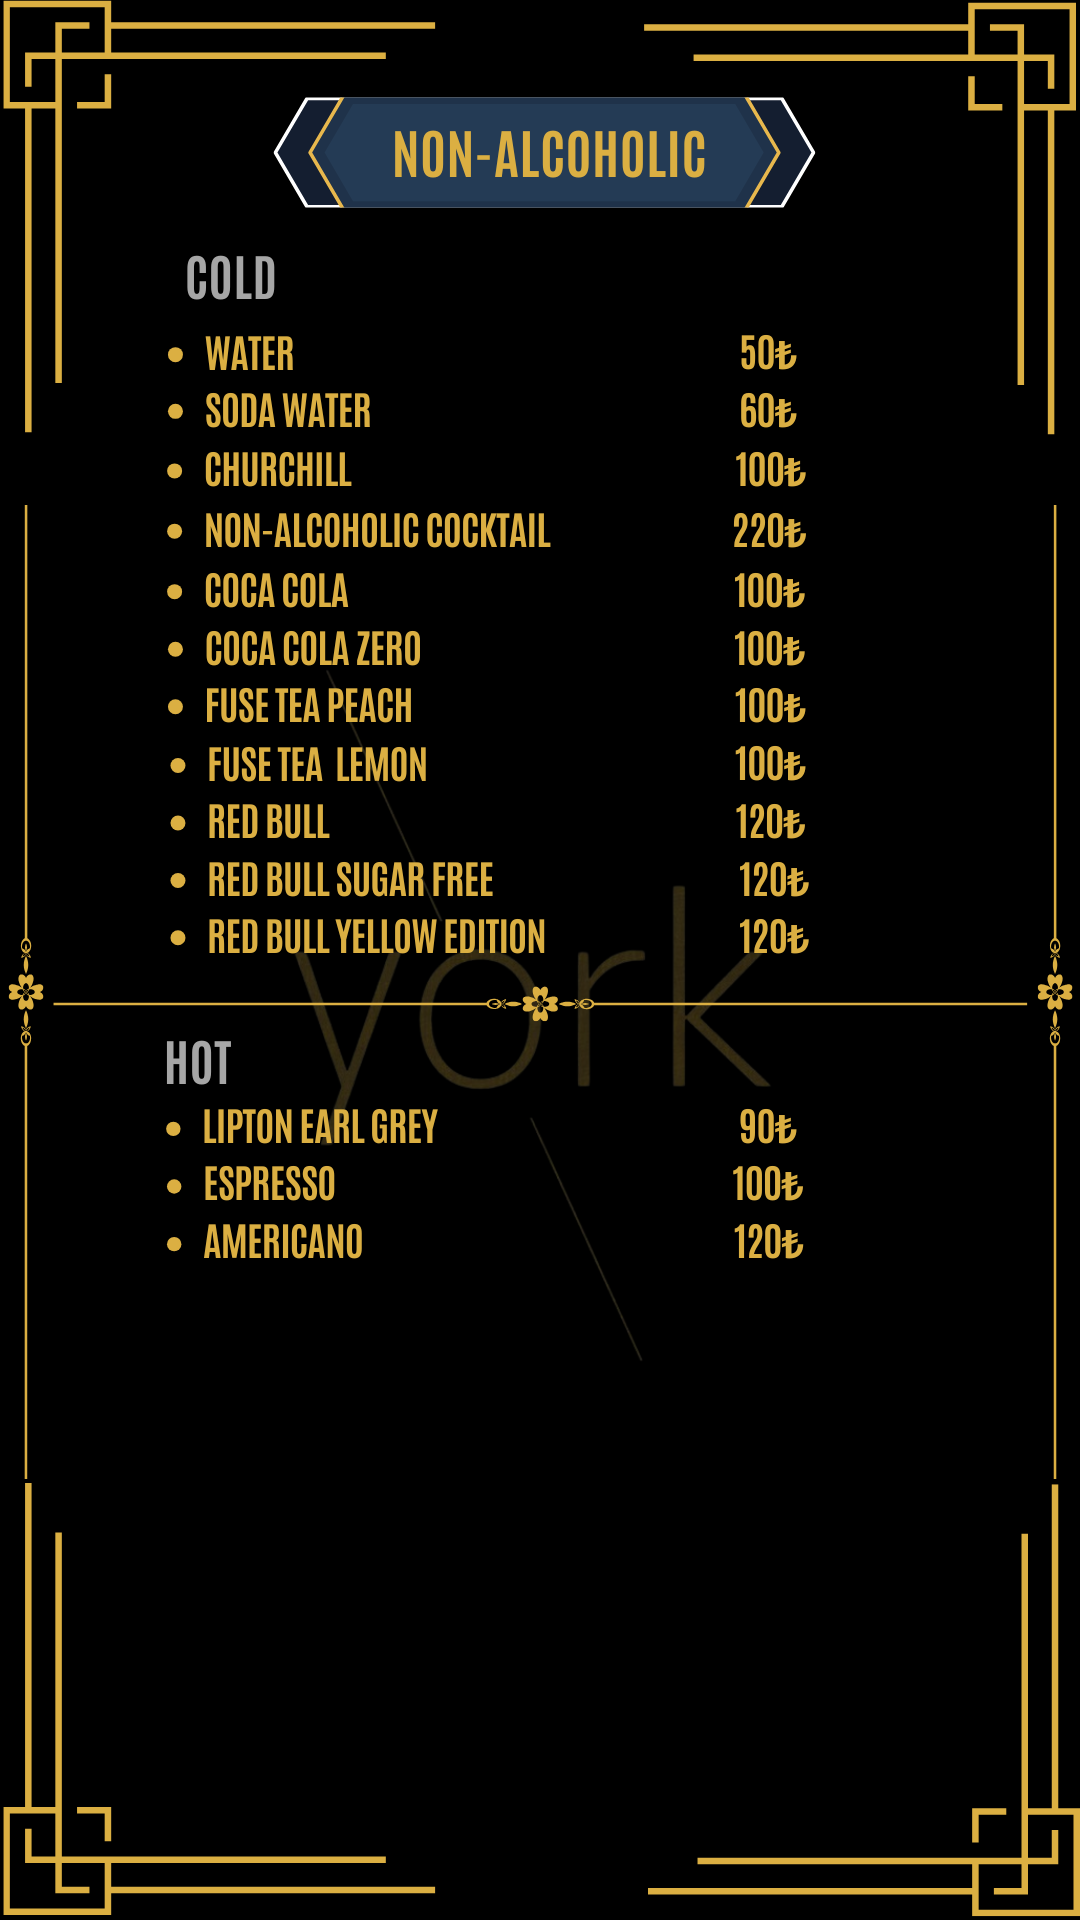 NON-ALCOHOLIC
COLD
• WATER 50₺
• SODA WATER 60₺
• CHURCHILL 100₺
• NON-ALCOHOLIC COCKTAIL 220₺
• COCA COLA 100₺
• COCA COLA ZERO 100₺
• FUSE TEA PEACH 100₺
• FUSE TEA LEMON 100₺
• RED BULL 120₺
• RED BULL SUGAR FREE 120₺
• RED BULL YELLOW EDITION 120₺
york
HOT
• LIPTON EARL GREY 90₺
• ESPRESSO 100₺
• AMERICANO 120₺